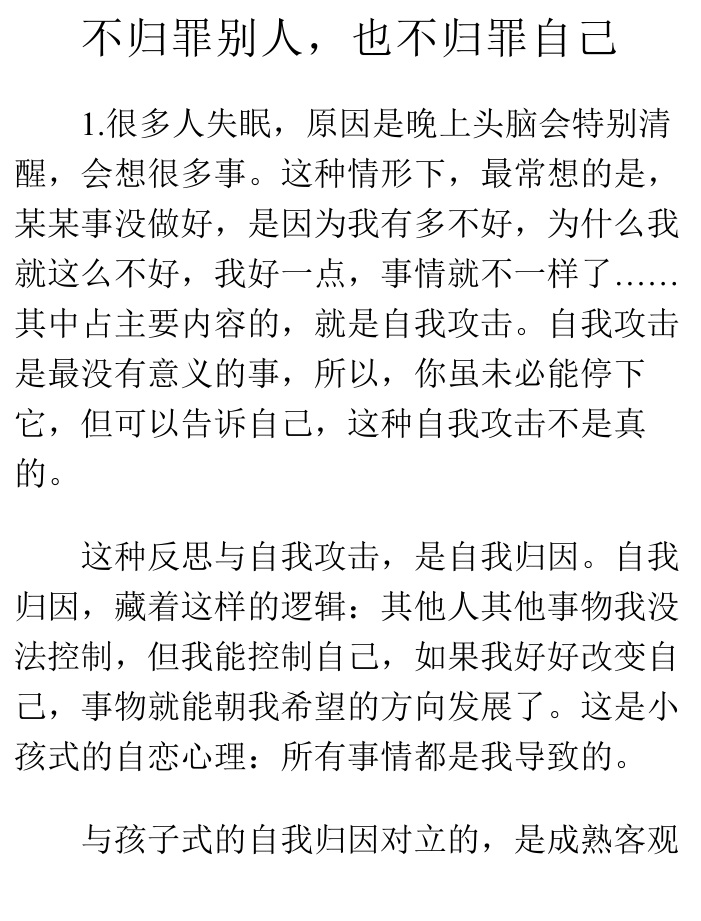 不归罪别人，也不归罪自己
1.很多人失眠，原因是晚上头脑会特别清
醒，会想很多事。这种情形下，最常想的是，
某某事没做好，是因为我有多不好，为什么我
就这么不好，我好一点，事情就不一样了……
其中占主要内容的，就是自我攻击。自我攻击
是最没有意义的事，所以，你虽未必能停下
它，但可以告诉自己，这种自我攻击不是真
的。
这种反思与自我攻击，是自我归因。自我
归因，藏着这样的逻辑：其他人其他事物我没
法控制，但我能控制自己，如果我好好改变自
己，事物就能朝我希望的方向发展了。这是小
孩式的自恋心理：所有事情都是我导致的。
与孩子式的自我归因对立的，是成熟客观